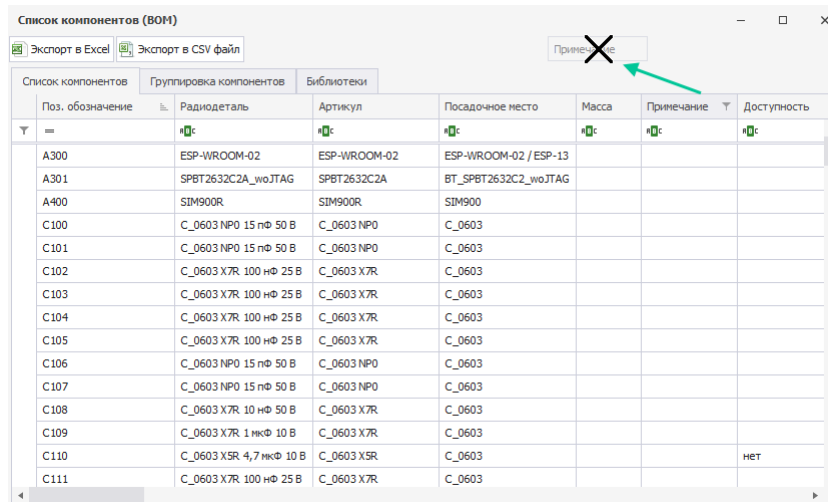 Список компонентов (BOM)
Экспорт в Excel Экспорт в CSV файл Примечание
Список компонентов Группировка компонентов Библиотеки
Поз. обозначение Радиодеталь Артикул Посадочное место Масса Примечание Доступность
A300 ESP-WROOM-02 ESP-WROOM-02 ESP-WROOM-02 / ESP-13
A301 SPBT2632C2A_woJTAG SPBT2632C2A BT_SPBT2632C2_woJTAG
A400 SIM900R SIM900R SIM900
C100 C_0603 NP0 15 пФ 50 В C_0603 NP0 C_0603
C101 C_0603 NP0 15 пФ 50 В C_0603 NP0 C_0603
C102 C_0603 X7R 100 нФ 25 В C_0603 X7R C_0603
C103 C_0603 X7R 100 нФ 25 В C_0603 X7R C_0603
C104 C_0603 X7R 100 нФ 25 В C_0603 X7R C_0603
C105 C_0603 X7R 100 нФ 25 В C_0603 X7R C_0603
C106 C_0603 NP0 15 пФ 50 В C_0603 NP0 C_0603
C107 C_0603 NP0 15 пФ 50 В C_0603 NP0 C_0603
C108 C_0603 X7R 10 нФ 50 В C_0603 X7R C_0603
C109 C_0603 X7R 1 мкФ 10 В C_0603 X7R C_0603
C110 C_0603 X5R 4,7 мкФ 10 В C_0603 X5R C_0603 нет
C111 C_0603 X7R 100 нФ 25 В C_0603 X7R C_0603